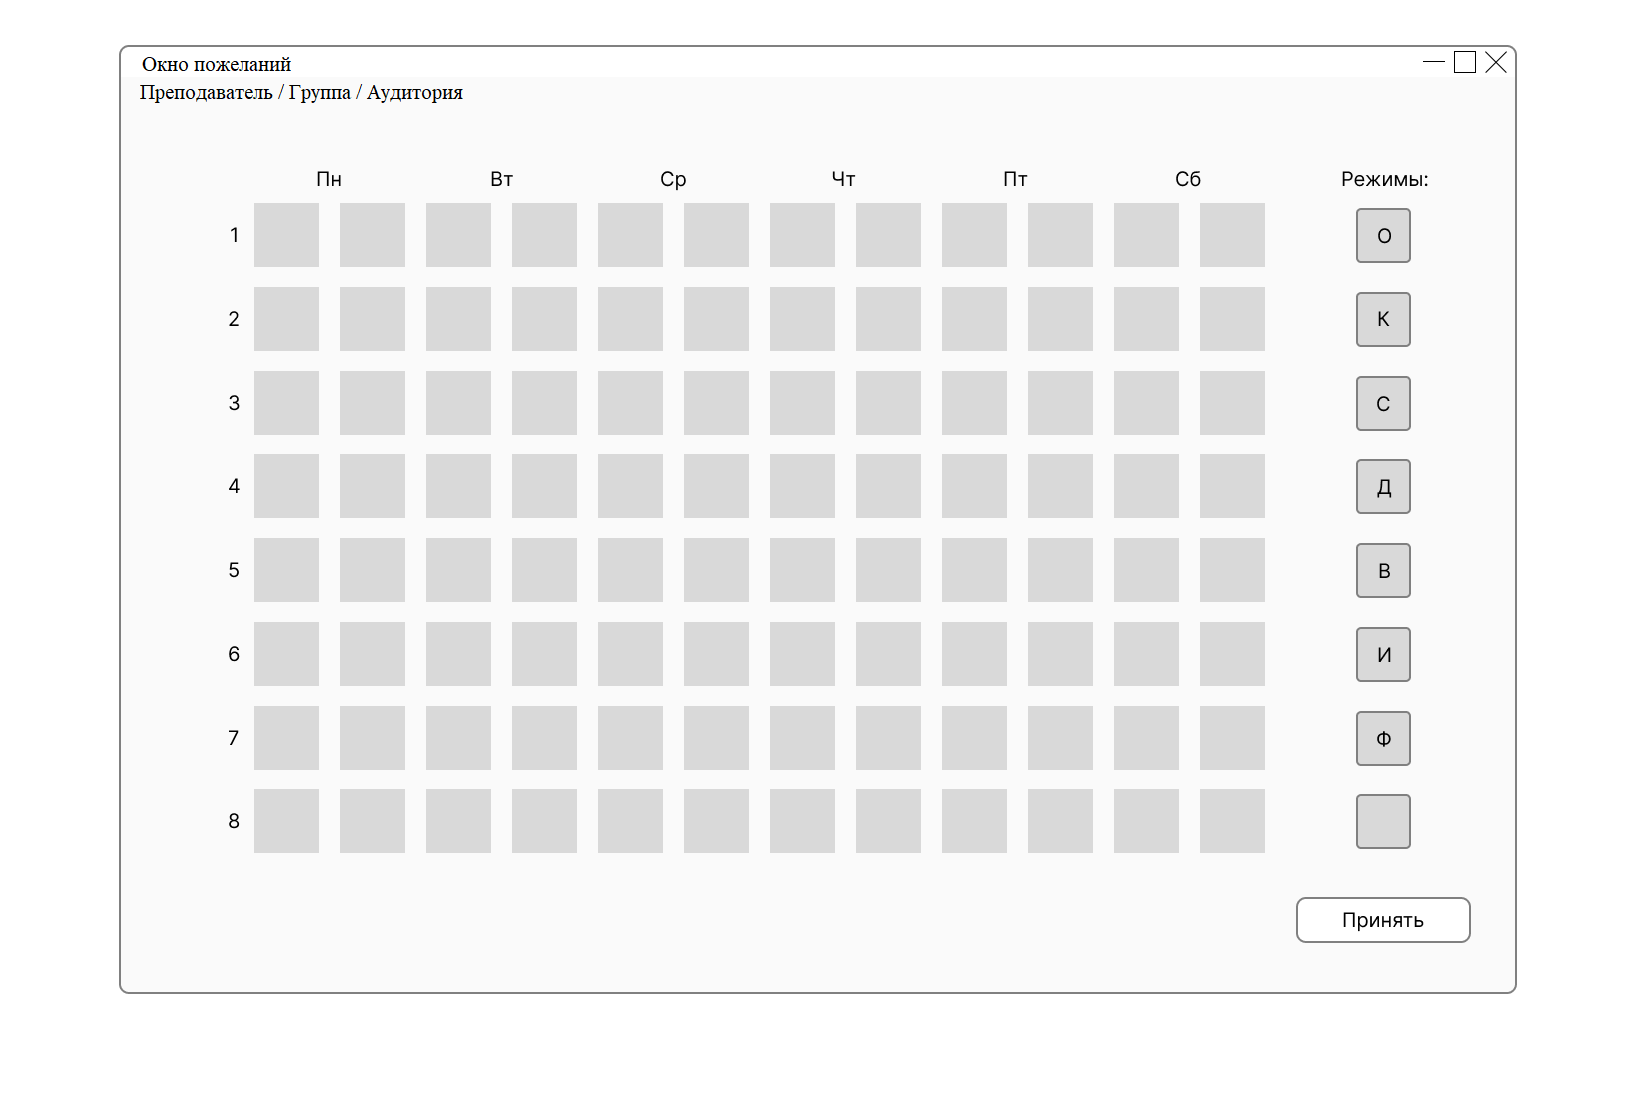 Окно пожеланий
Преподаватель / Группа / Аудитория
Пн Вт Ср Чт Пт Сб Режимы:
1 О
2 К
3 С
4 Д
5 В
6 И
7 Ф
8
Принять